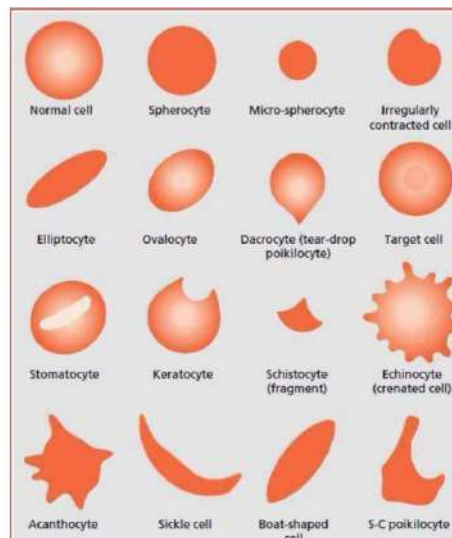 Normal cell
Spherocyte
Micro-spherocyte
Irregularly
contracted cell
Elliptocyte
Ovalocyte
Dacrocyte (tear-drop
poikilocyte)
Target cell
Stomatocyte
Keratocyte
Schistocyte
(fragment)
Echinocyte
(crenated cell)
Acanthocyte
Sickle cell
Boat-shaped
cell
S-C poikilocyte